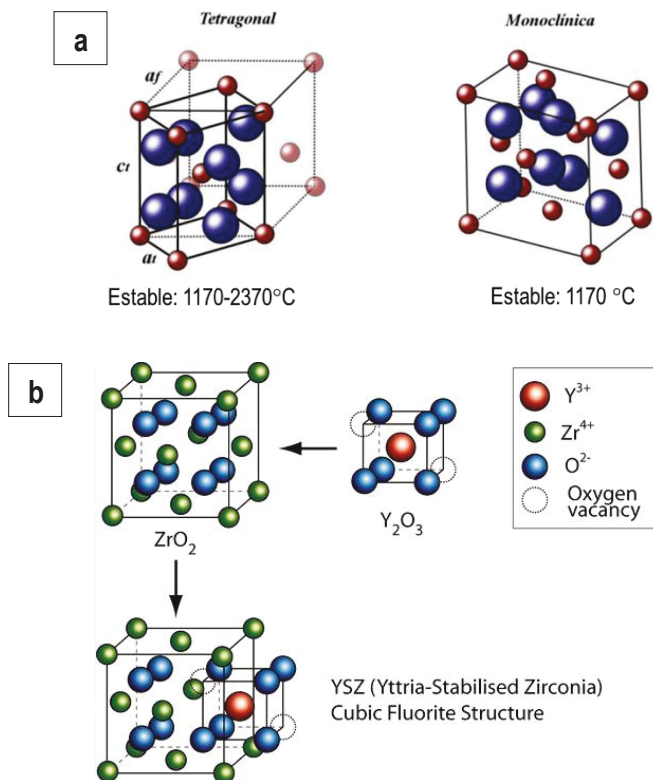 a
Tetragonal
Monoclínica
af
ct
at
Estable: 1170-2370°C
Estable: 1170 °C
b
Y³⁺
Zr⁴⁺
O²⁻
Oxygen
vacancy
ZrO₂
Y₂O₃
YSZ (Yttria-Stabilised Zirconia)
Cubic Fluorite Structure